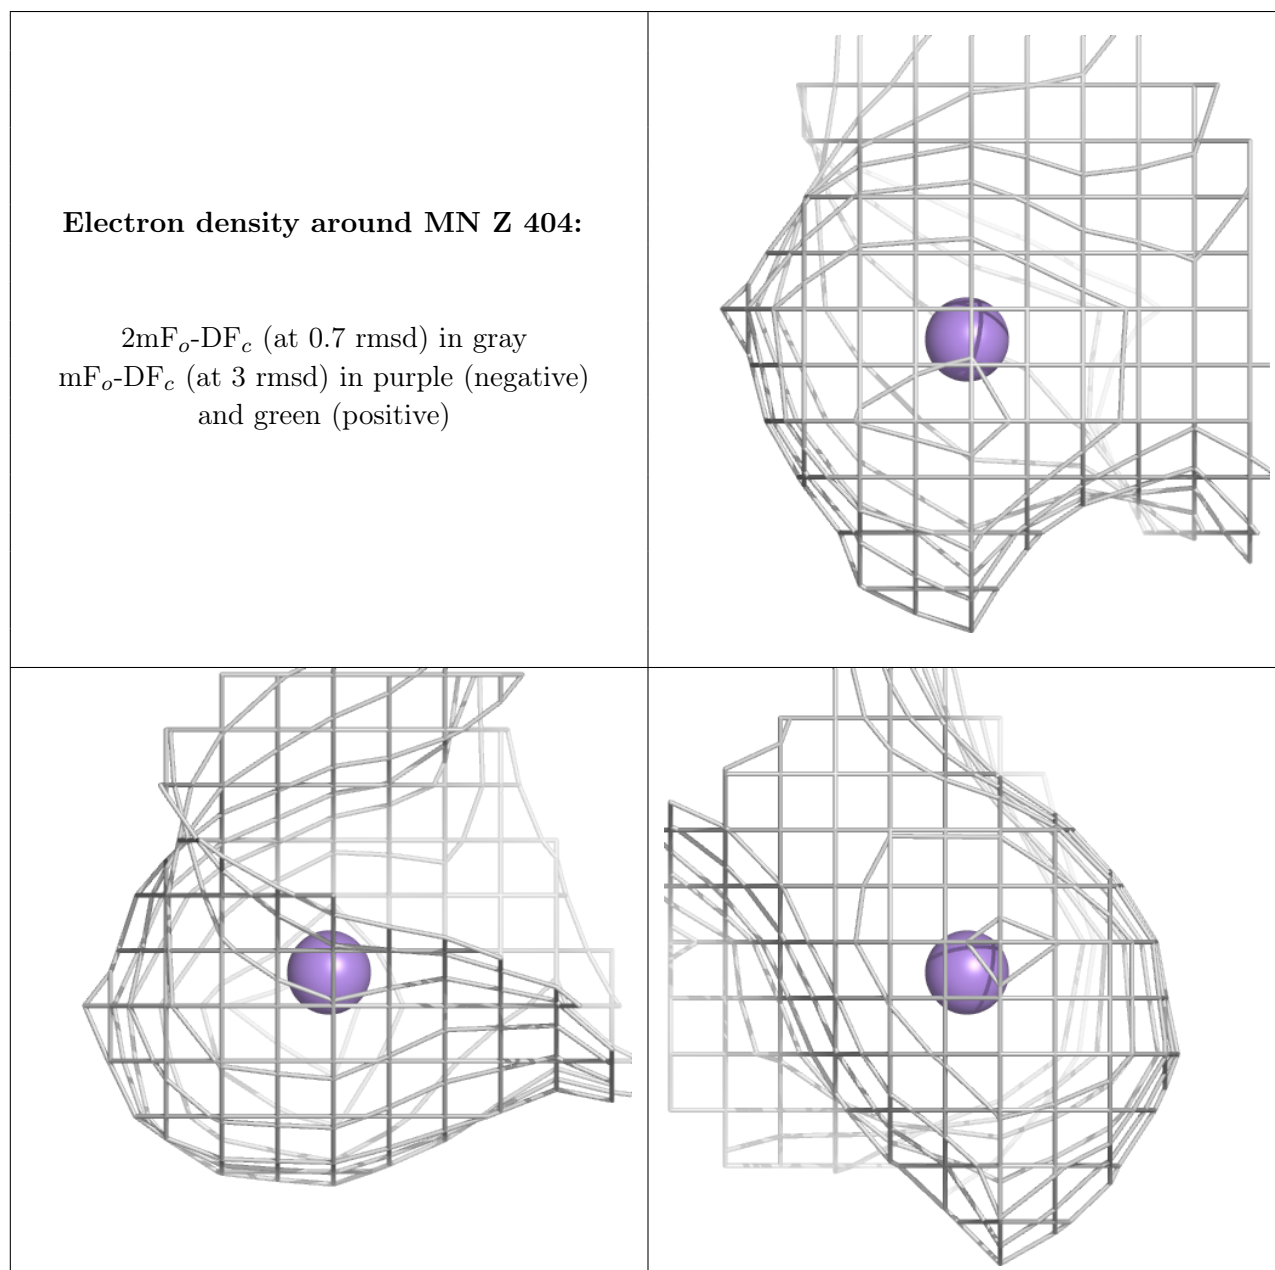 Electron density around MN Z 404:
2mFo-DFc (at 0.7 rmsd) in gray
mFo-DFc (at 3 rmsd) in purple (negative)
and green (positive)